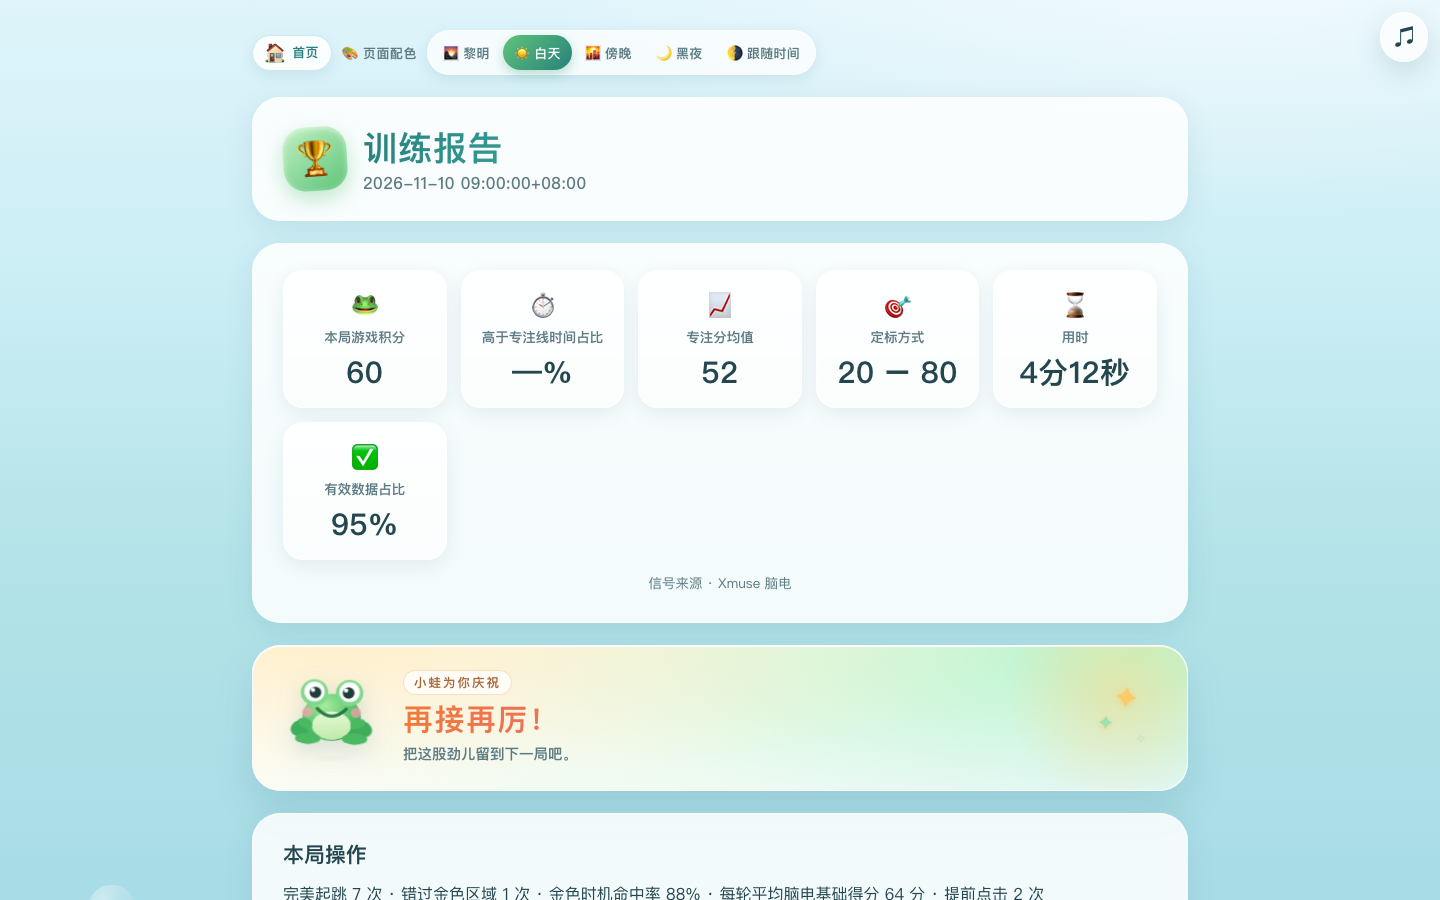 首页
页面配色
黎明
白天
傍晚
黑夜
跟随时间
训练报告
2026-11-10 09:00:00+08:00
本局游戏积分
60
高于专注线时间占比
—%
专注分均值
52
定标方式
20 – 80
用时
4分12秒
有效数据占比
95%
信号来源 · Xmuse 脑电
小蛙为你庆祝
再接再厉！
把这股劲儿留到下一局吧。
本局操作
完美起跳 7 次 · 错过金色区域 1 次 · 金色时机命中率 88% · 每轮平均脑电基础得分 64 分 · 提前点击 2 次